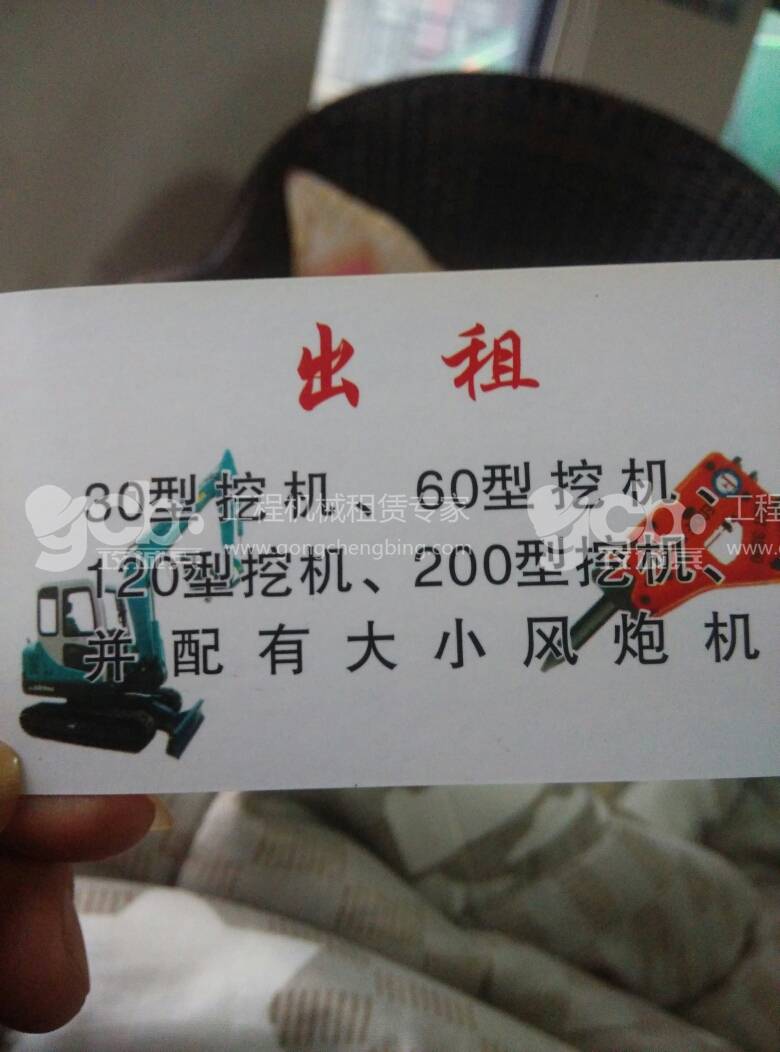 出租
30型挖机、60型挖机、
工程机械租赁专家
www.gongchengbing.com
120型挖机、200型挖机、
并配有大小风炮机